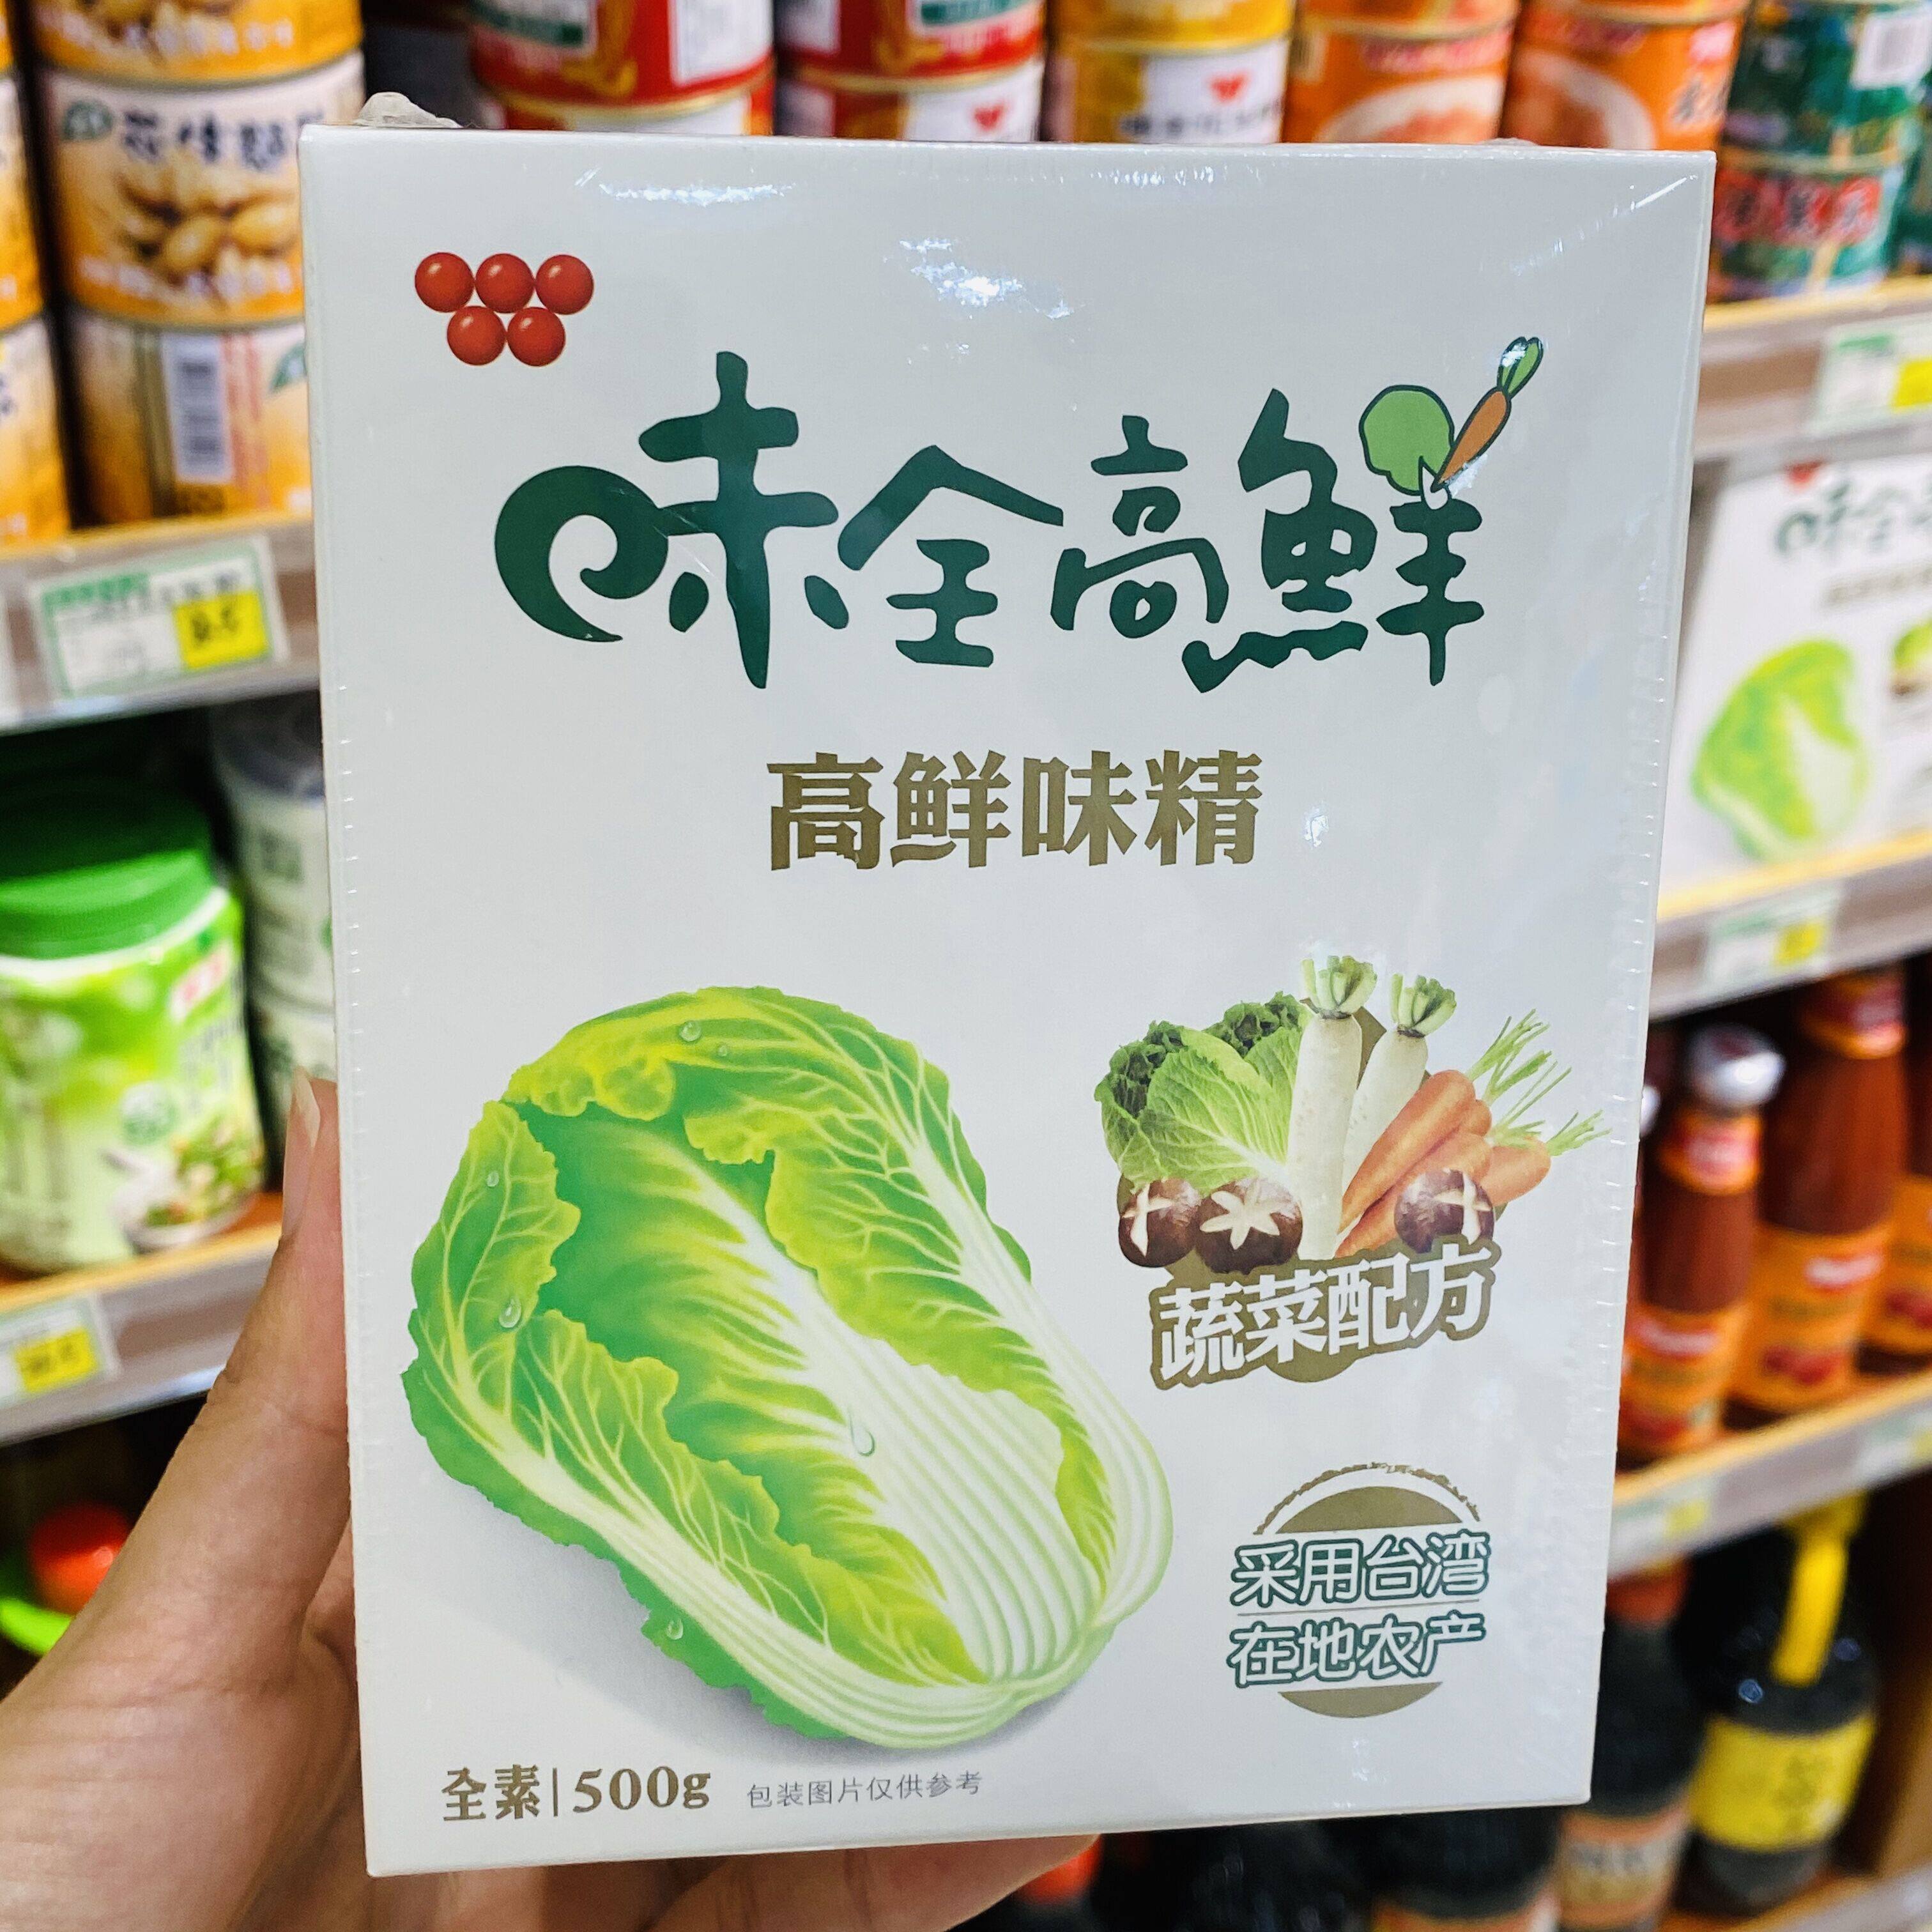 味全高鲜
高鲜味精
蔬菜配方
采用台湾
在地农产
全素|500g 包装图片仅供参考